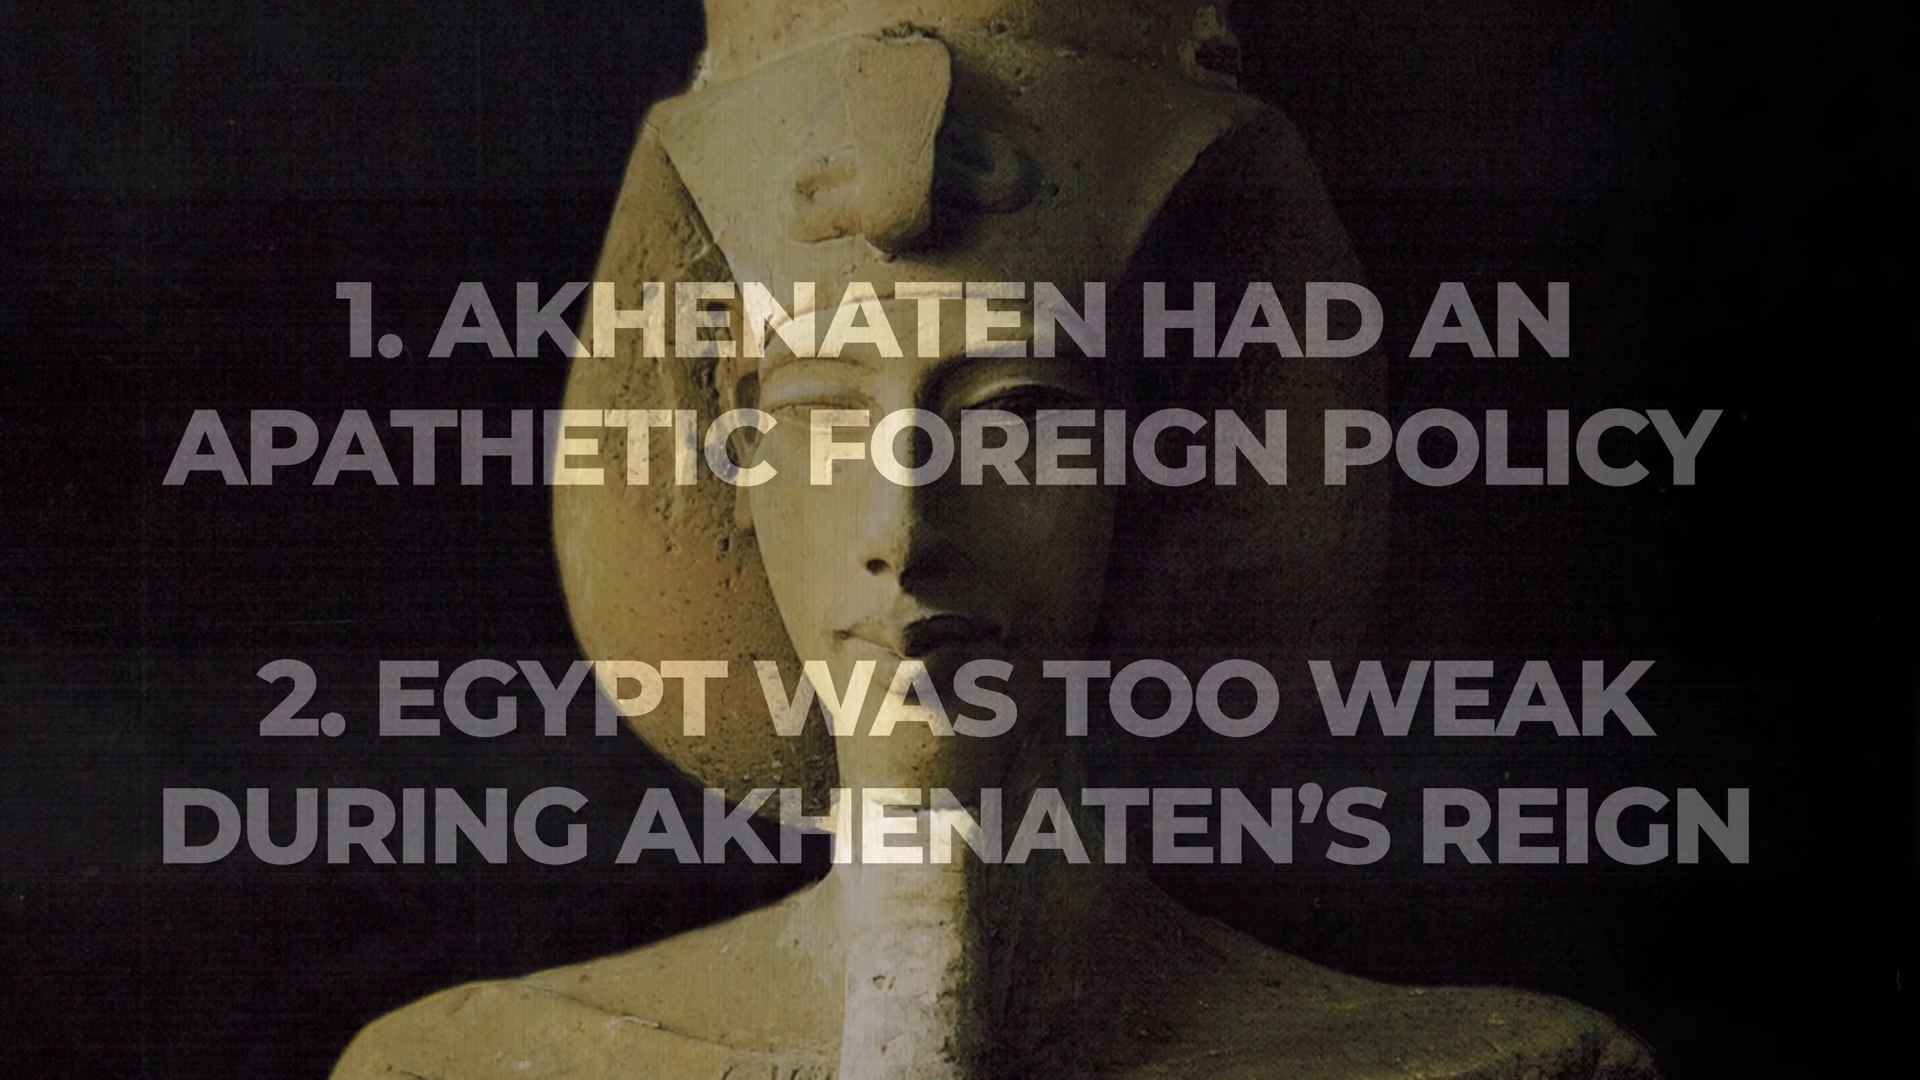 1. AKHENATEN HAD AN
APATHETIC FOREIGN POLICY
2. EGYPT WAS TOO WEAK
DURING AKHENATEN’S REIGN